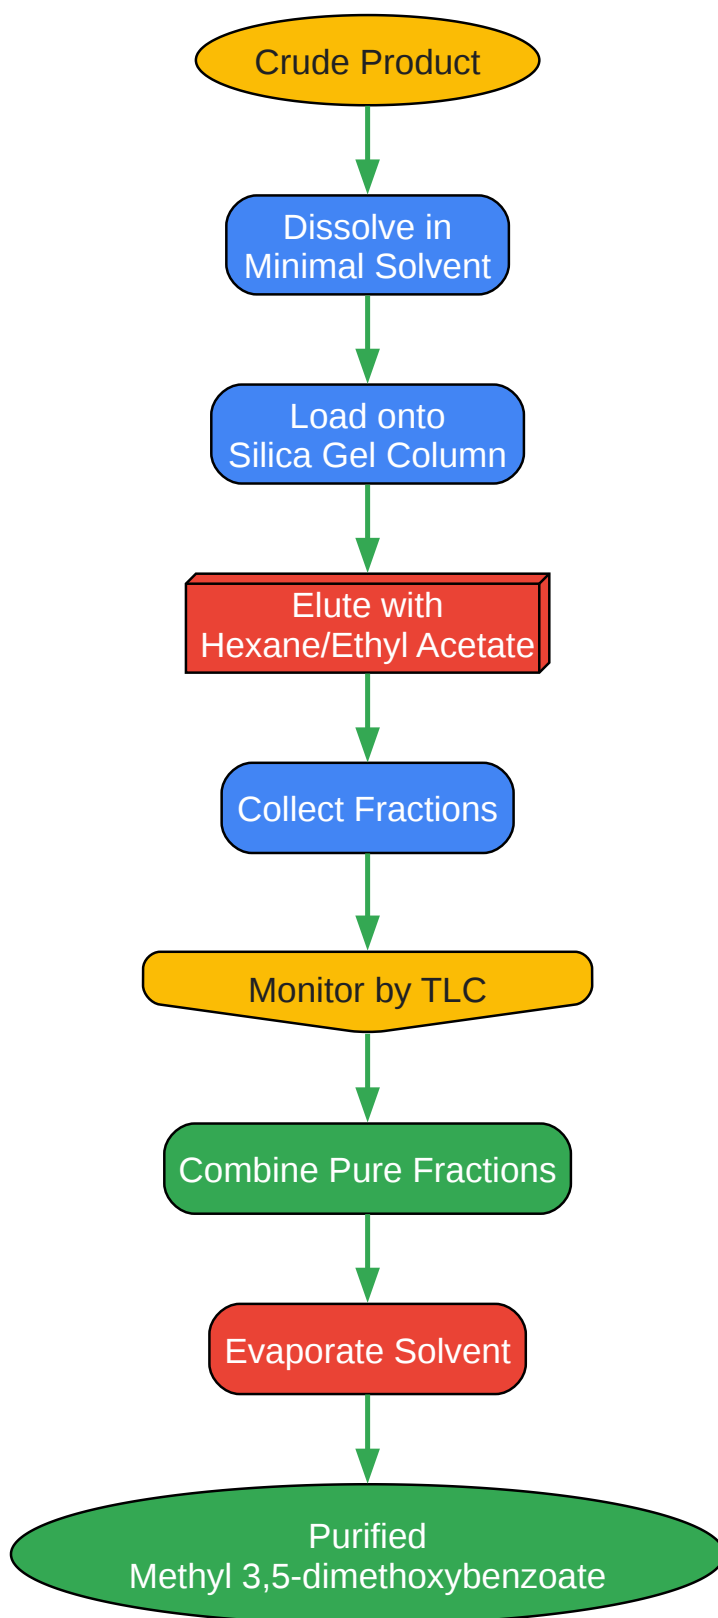 Crude Product
Dissolve in
Minimal Solvent
Load onto
Silica Gel Column
Elute with
Hexane/Ethyl Acetate
Collect Fractions
Monitor by TLC
Combine Pure Fractions
Evaporate Solvent
Purified
Methyl 3,5-dimethoxybenzoate